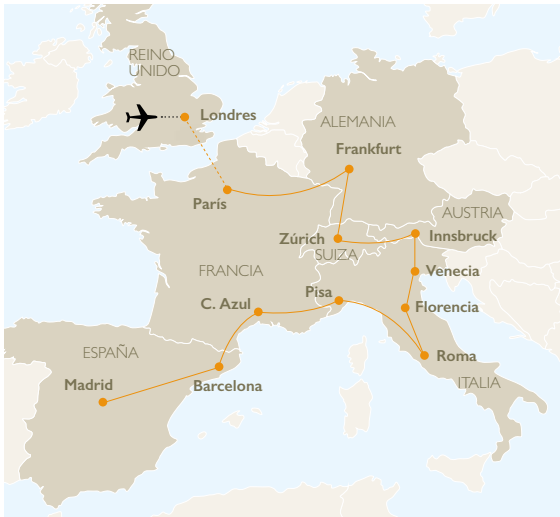 REINO
UNIDO
Londres
ALEMANIA
Frankfurt
París
AUSTRIA
Zúrich
Innsbruck
SUIZA
FRANCIA
Venecia
Pisa
C. Azul
Florencia
ESPAÑA
Roma
Madrid
Barcelona
ITALIA